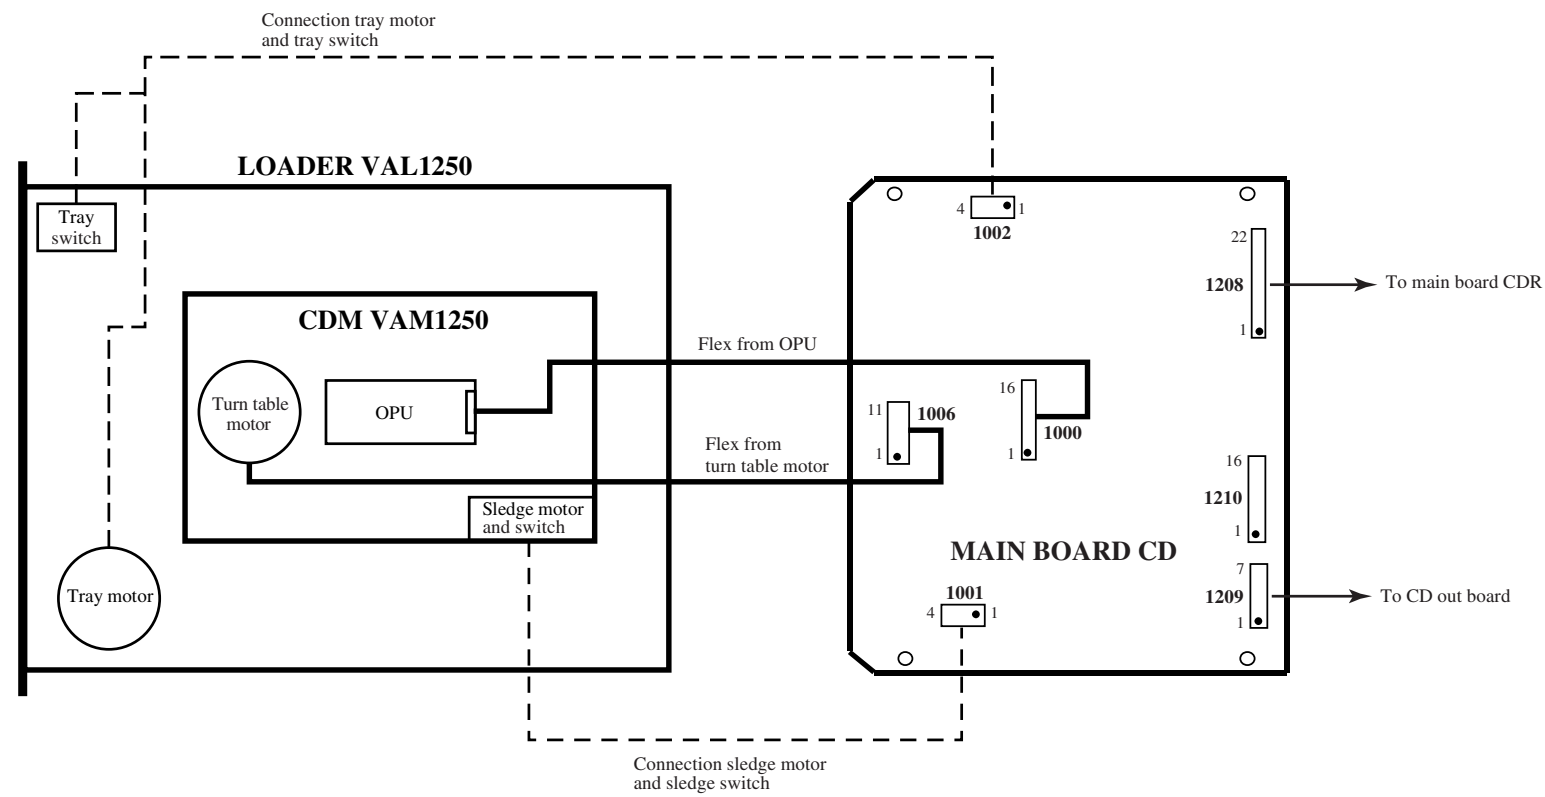 Connection tray motor
and tray switch
LOADER VAL1250
Tray
switch
CDM VAM1250
Turn table
motor
OPU
Sledge motor
and switch
Tray motor
Flex from OPU
Flex from
turn table motor
Connection sledge motor
and sledge switch
4
1
1002
22
1208
1
To main board CDR
11
1006
1
16
1000
1
16
1210
1
MAIN BOARD CD
1001
4
1
7
1209
1
To CD out board